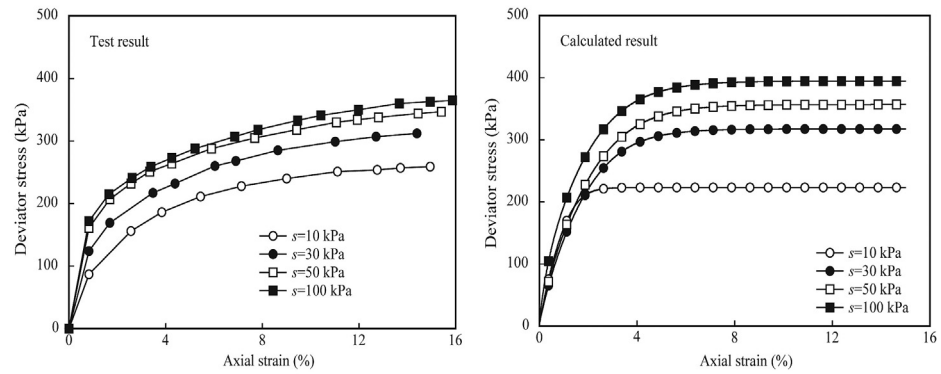 Test result
Deviator stress (kPa)
500
400
300
200
100
0
s=10 kPa
s=30 kPa
s=50 kPa
s=100 kPa
0 4 8 12 16
Axial strain (%)
Calculated result
Deviator stress (kPa)
500
400
300
200
100
0
s=10 kPa
s=30 kPa
s=50 kPa
s=100 kPa
0 4 8 12 16
Axial strain (%)